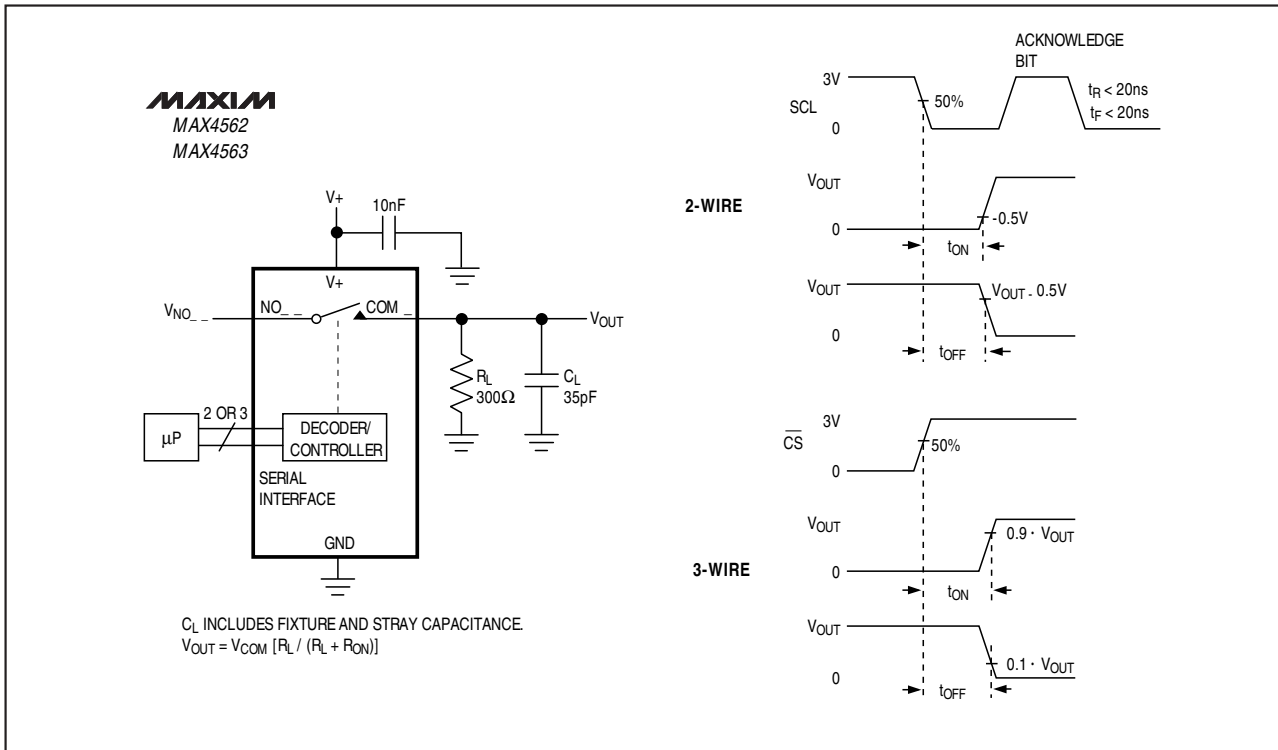 MAXIM
MAX4562
MAX4563
V+
10nF
V+
V_NO_ _
NO_ _
COM_
V_OUT
R_L
300Ω
C_L
35pF
2 OR 3
µP
DECODER/
CONTROLLER
SERIAL
INTERFACE
GND
C_L INCLUDES FIXTURE AND STRAY CAPACITANCE.
V_OUT = V_COM [R_L / (R_L + R_ON)]
2-WIRE
ACKNOWLEDGE
BIT
3V
SCL
0
50%
t_R < 20ns
t_F < 20ns
V_OUT
0
-0.5V
t_ON
V_OUT
0
V_OUT - 0.5V
t_OFF
3-WIRE
3V
C̅S̅
0
50%
V_OUT
0
0.9 · V_OUT
t_ON
V_OUT
0
0.1 · V_OUT
t_OFF